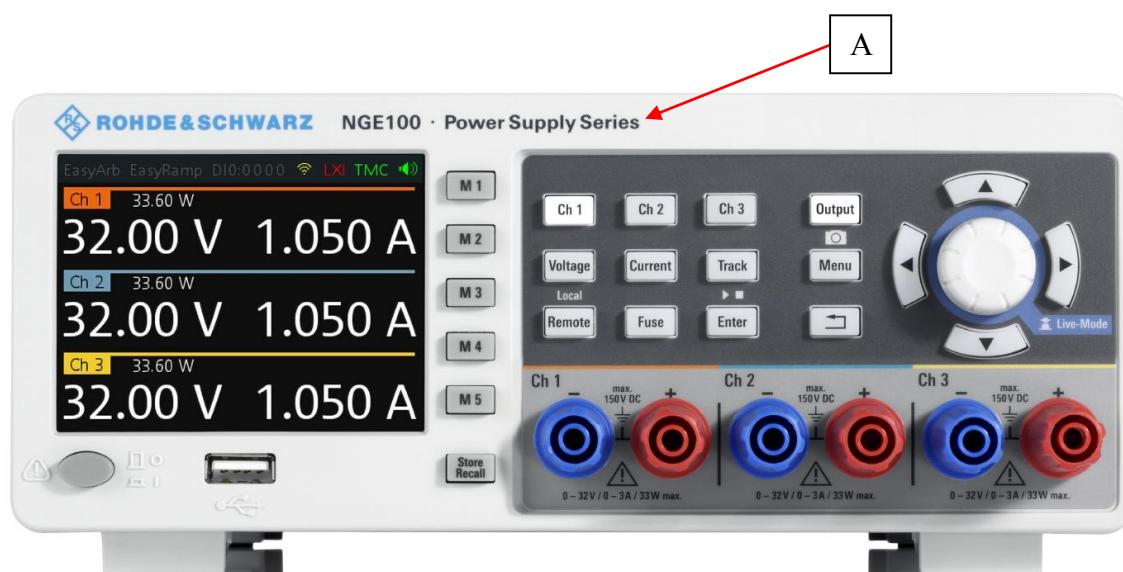 A
R&S ROHDE&SCHWARZ NGE100 · Power Supply Series
EasyArb EasyRamp DIO:0000 LXI TMC
Ch 1 33.60 W
32.00 V 1.050 A
Ch 2 33.60 W
32.00 V 1.050 A
Ch 3 33.60 W
32.00 V 1.050 A
M 1
M 2
M 3
M 4
M 5
Store
Recall
Ch 1 Ch 2 Ch 3 Output
Voltage Current Track Menu
Local
Remote Fuse Enter
Live-Mode
Ch 1
− max. +
150V DC
0 – 32V / 0 – 3A / 33W max.
Ch 2
− max. +
150V DC
0 – 32V / 0 – 3A / 33W max.
Ch 3
− max. +
150V DC
0 – 32V / 0 – 3A / 33W max.